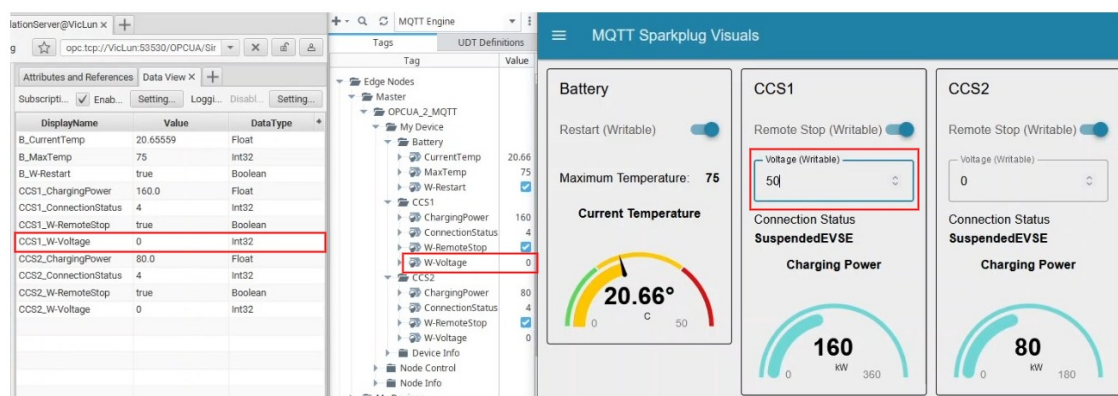 lationServer@VicLun
opc.tcp://VicLun:53530/OPCUA/Sir
Attributes and References Data View
Subscripti... Enab... Setting... Loggi... Disabl... Setting...
DisplayName Value DataType
B_CurrentTemp 20.65559 Float
B_MaxTemp 75 Int32
B_W-Restart true Boolean
CCS1_ChargingPower 160.0 Float
CCS1_ConnectionStatus 4 Int32
CCS1_W-RemoteStop true Boolean
CCS1_W-Voltage 0 Int32
CCS2_ChargingPower 80.0 Float
CCS2_ConnectionStatus 4 Int32
CCS2_W-RemoteStop true Boolean
CCS2_W-Voltage 0 Int32
MQTT Engine
Tags UDT Definitions
Tag Value
Edge Nodes
Master
OPCUA_2_MQTT
My Device
Battery
CurrentTemp 20.66
MaxTemp 75
W-Restart
CCS1
ChargingPower 160
ConnectionStatus 4
W-RemoteStop
W-Voltage 0
CCS2
ChargingPower 80
ConnectionStatus 4
W-RemoteStop
W-Voltage 0
Device Info
Node Control
Node Info
MQTT Sparkplug Visuals
Battery
Restart (Writable)
Maximum Temperature: 75
Current Temperature
20.66°
C
0 50
CCS1
Remote Stop (Writable)
Voltage (Writable)
50
Connection Status
SuspendedEVSE
Charging Power
160
kW
0 360
CCS2
Remote Stop (Writable)
Voltage (Writable)
0
Connection Status
SuspendedEVSE
Charging Power
80
kW
0 180